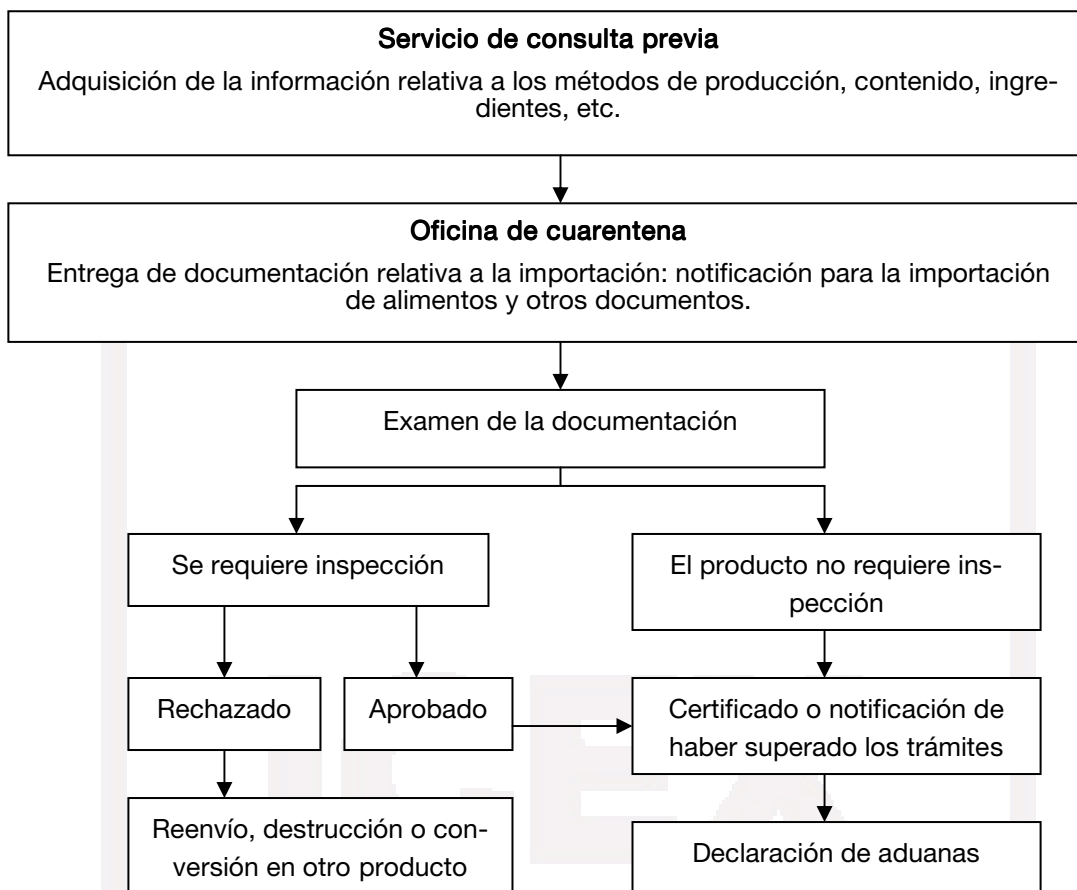 Servicio de consulta previa
Adquisición de la información relativa a los métodos de producción, contenido, ingre-
dientes, etc.
Oficina de cuarentena
Entrega de documentación relativa a la importación: notificación para la importación
de alimentos y otros documentos.
Examen de la documentación
Se requiere inspección
El producto no requiere ins-
pección
Rechazado
Aprobado
Certificado o notificación de
haber superado los trámites
Reenvío, destrucción o con-
versión en otro producto
Declaración de aduanas